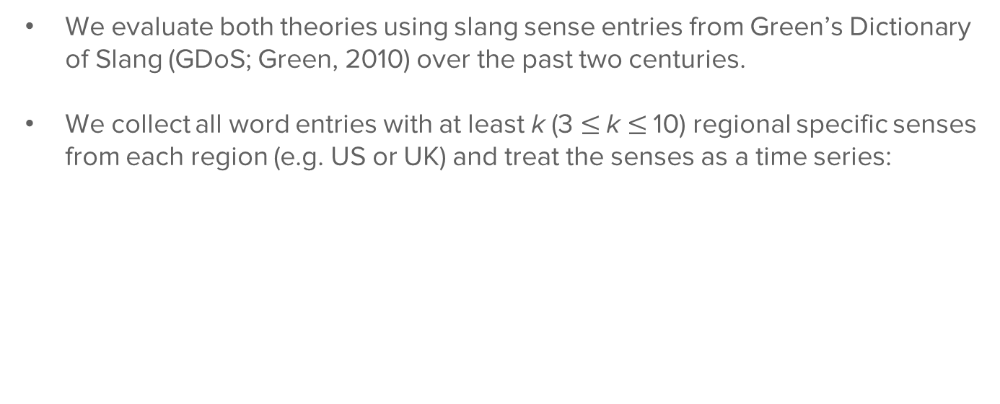 • We evaluate both theories using slang sense entries from Green’s Dictionary
of Slang (GDoS; Green, 2010) over the past two centuries.
• We collect all word entries with at least k (3 ≤ k ≤ 10) regional specific senses
from each region (e.g. US or UK) and treat the senses as a time series: